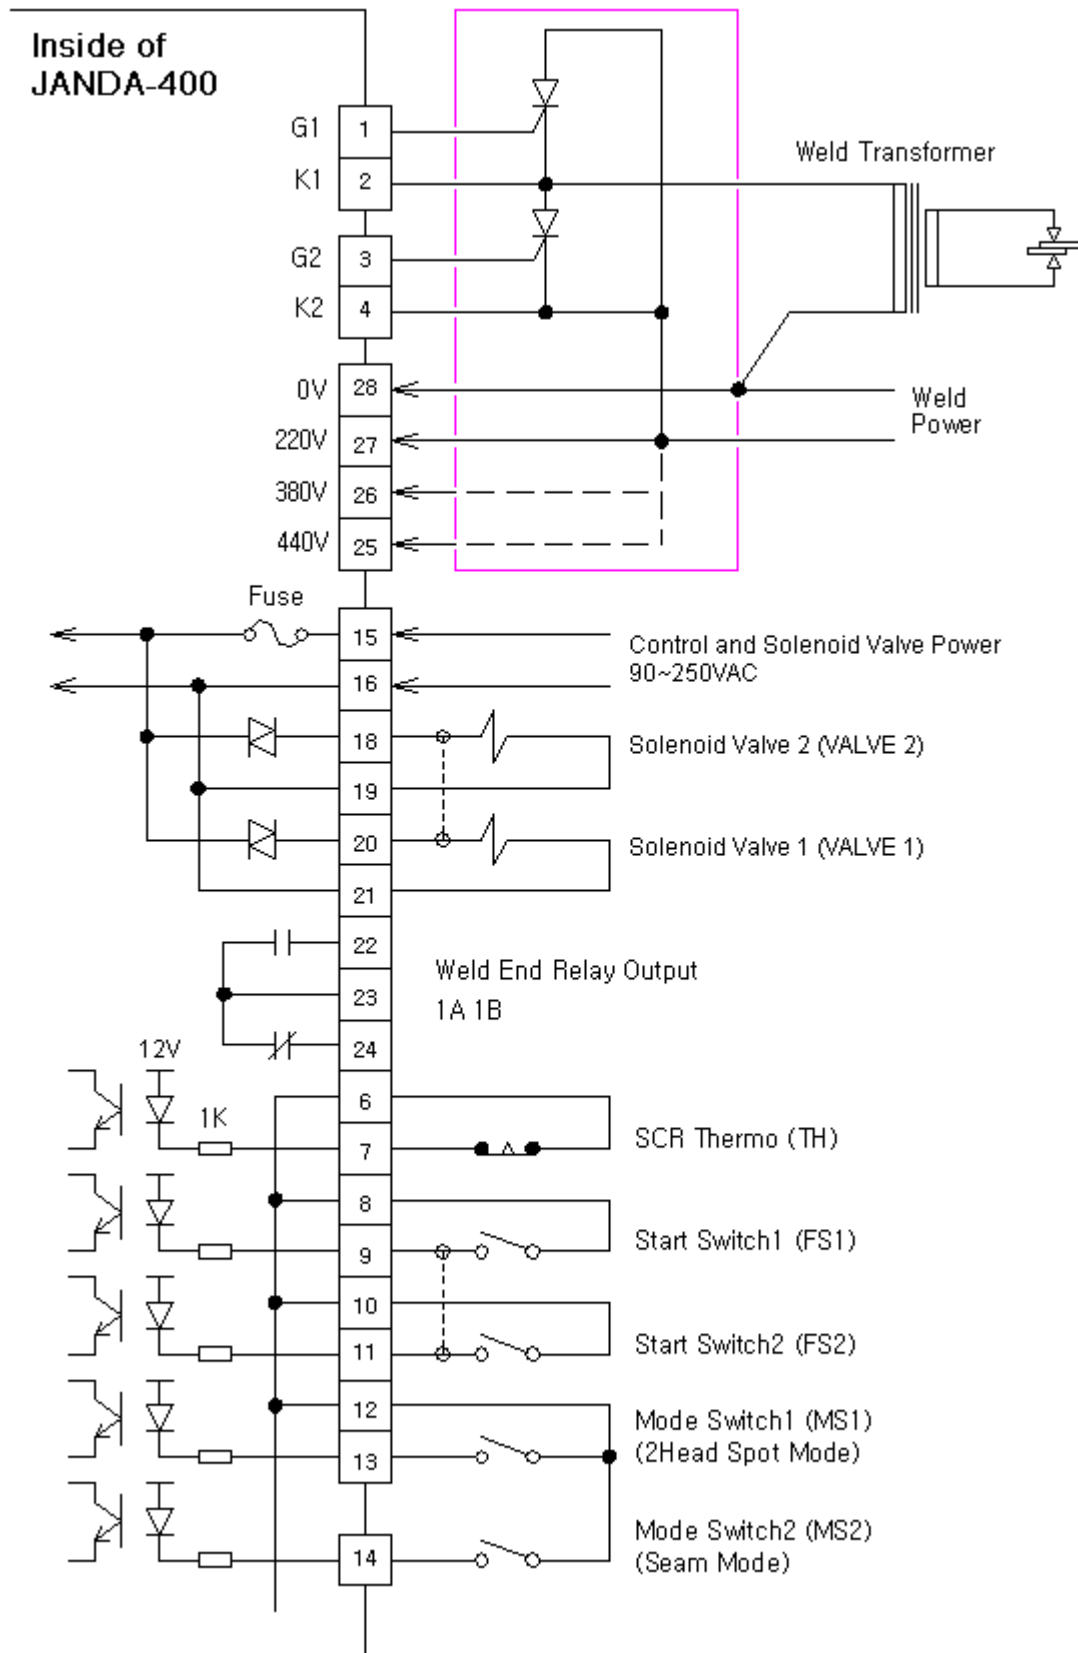 Inside of
JANDA-400
G1 1
K1 2
G2 3
K2 4
Weld Transformer
0V 28
220V 27
380V 26
440V 25
Weld
Power
Fuse
15
16
Control and Solenoid Valve Power
90~250VAC
18
Solenoid Valve 2 (VALVE 2)
19
20
Solenoid Valve 1 (VALVE 1)
21
22
23
24
Weld End Relay Output
1A 1B
12V
1K
6
7
SCR Thermo (TH)
8
9
Start Switch1 (FS1)
10
11
Start Switch2 (FS2)
12
13
Mode Switch1 (MS1)
(2Head Spot Mode)
14
Mode Switch2 (MS2)
(Seam Mode)